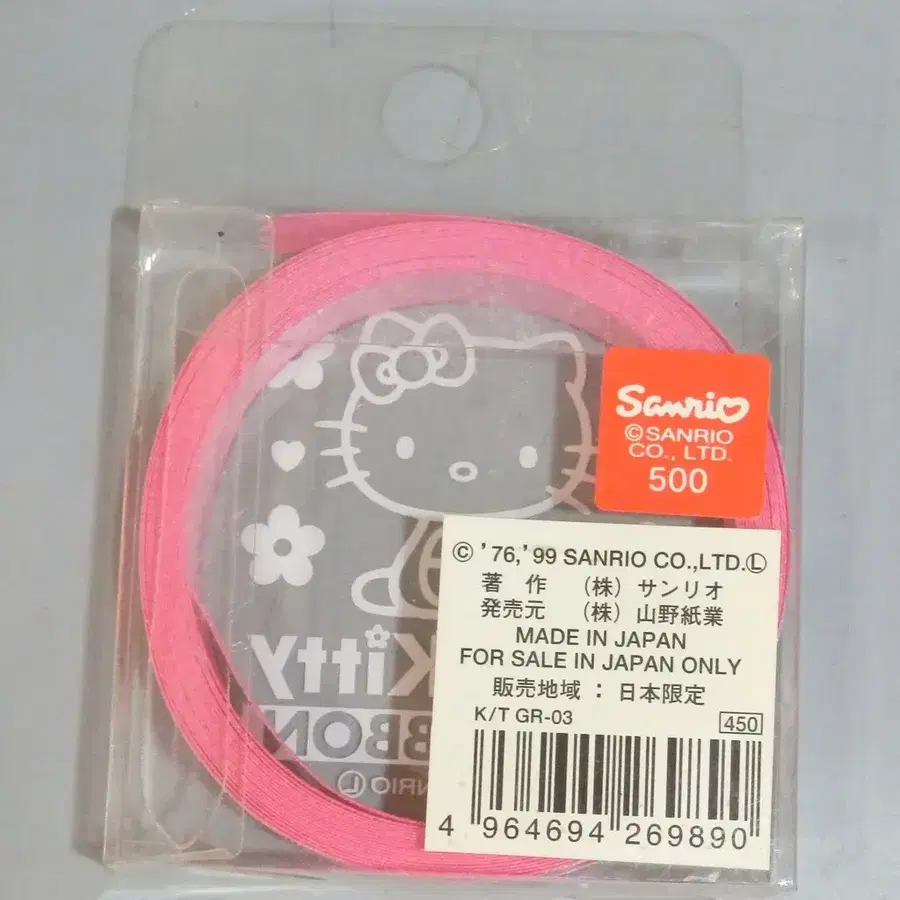 Sanrio
©SANRIO
CO., LTD.
500
© '76,'99 SANRIO CO.,LTD.Ⓛ
著 作 (株) サンリオ
発売元 (株) 山野紙業
MADE IN JAPAN
FOR SALE IN JAPAN ONLY
販売地域 : 日本限定
K/T GR-03
450
4 964694 269890
Kitty
BBON
NRIO Ⓛ